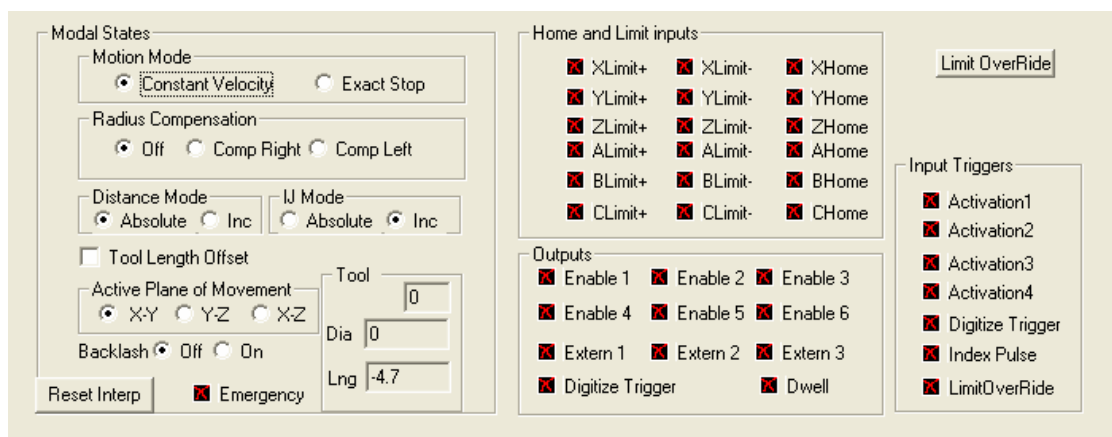 Modal States
Motion Mode
Constant Velocity Exact Stop
Radius Compensation
Off Comp Right Comp Left
Distance Mode IJ Mode
Absolute Inc Absolute Inc
Tool Length Offset
Active Plane of Movement
X-Y Y-Z X-Z
Backlash Off On
Reset Interp Emergency
Tool
0
Dia 0
Lng -4.7
Home and Limit inputs
XLimit+ XLimit- XHome
YLimit+ YLimit- YHome
ZLimit+ ZLimit- ZHome
ALimit+ ALimit- AHome
BLimit+ BLimit- BHome
CLimit+ CLimit- CHome
Outputs
Enable 1 Enable 2 Enable 3
Enable 4 Enable 5 Enable 6
Extern 1 Extern 2 Extern 3
Digitize Trigger Dwell
Limit OverRide
Input Triggers
Activation1
Activation2
Activation3
Activation4
Digitize Trigger
Index Pulse
LimitOverRide